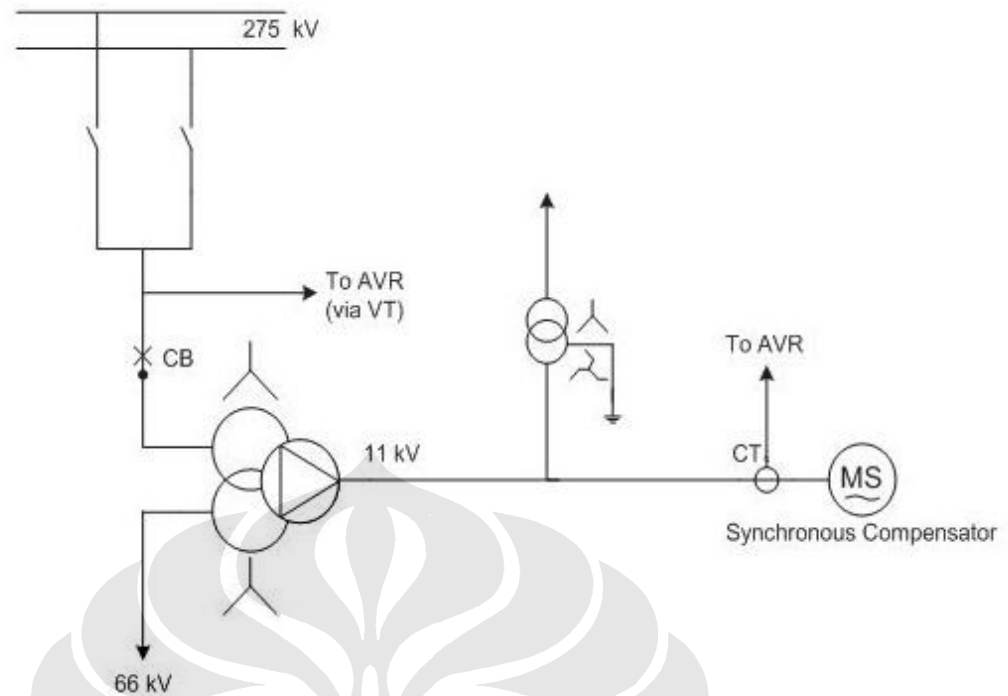 275 kV
To AVR
(via VT)
CB
To AVR
11 kV
CT
MS
Synchronous Compensator
66 kV